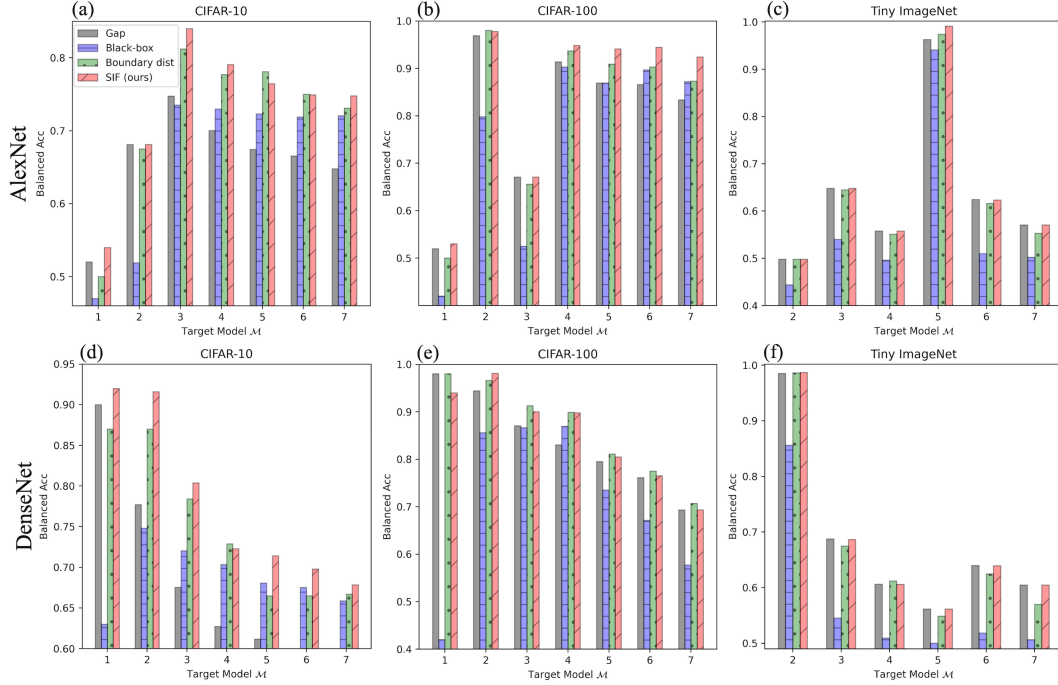 (a)
CIFAR-10
Gap
Black-box
Boundary dist
SIF (ours)
0.8
0.7
0.6
0.5
Balanced Acc
1 2 3 4 5 6 7
Target Model ℳ
(b)
CIFAR-100
1.0
0.9
0.8
0.7
0.6
0.5
Balanced Acc
1 2 3 4 5 6 7
Target Model ℳ
(c)
Tiny ImageNet
1.0
0.9
0.8
0.7
0.6
0.5
0.4
Balanced Acc
2 3 4 5 6 7
Target Model ℳ
AlexNet
(d)
CIFAR-10
0.95
0.90
0.85
0.80
0.75
0.70
0.65
0.60
Balanced Acc
1 2 3 4 5 6 7
Target Model ℳ
(e)
CIFAR-100
1.0
0.9
0.8
0.7
0.6
0.5
0.4
Balanced Acc
1 2 3 4 5 6 7
Target Model ℳ
(f)
Tiny ImageNet
1.0
0.9
0.8
0.7
0.6
0.5
Balanced Acc
2 3 4 5 6 7
Target Model ℳ
DenseNet